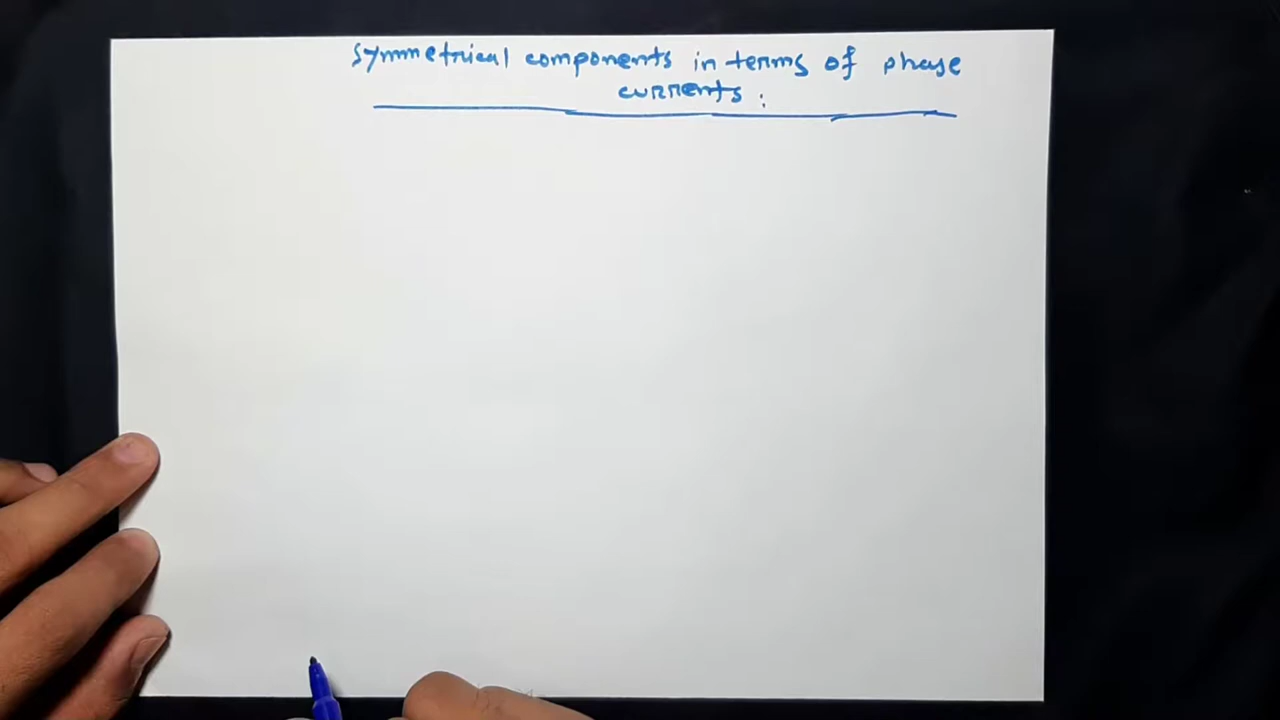 Symmetrical components in terms of phase
currents :